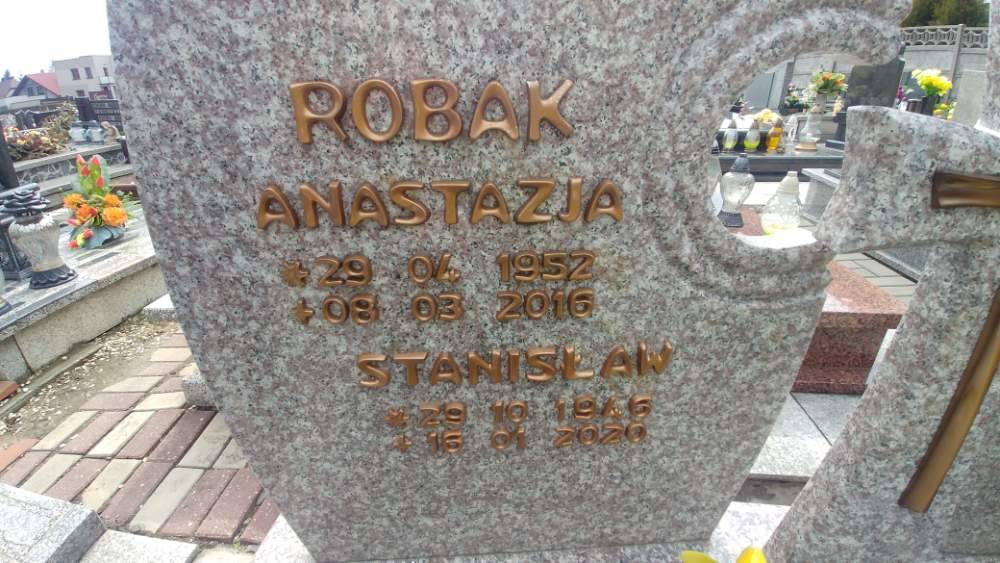 ROBAK
ANASTAZJA
* 29 04 1952
+ 08 03 2016
STANISŁAW
* 29 10 1946
+ 16 01 2020